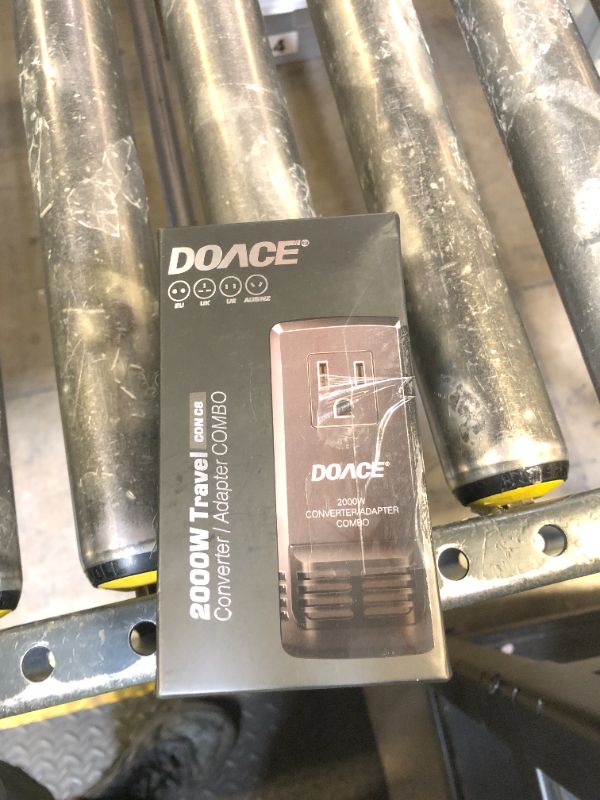 4
DOACE®
EU UK US AUS/NZ
2000W Travel CON C8
Converter / Adapter COMBO
DOACE®
2000W
CONVERTER/ADAPTER
COMBO